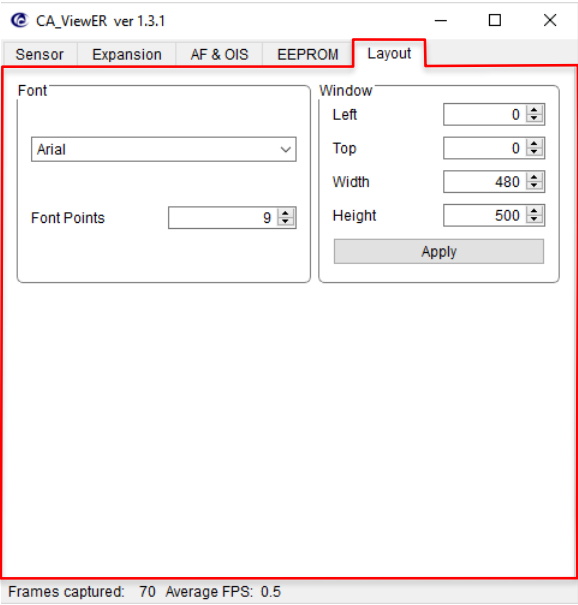 CA_ViewER ver 1.3.1
Sensor Expansion AF & OIS EEPROM Layout
Font
Arial
Font Points 9
Window
Left 0
Top 0
Width 480
Height 500
Apply
Frames captured: 70 Average FPS: 0.5